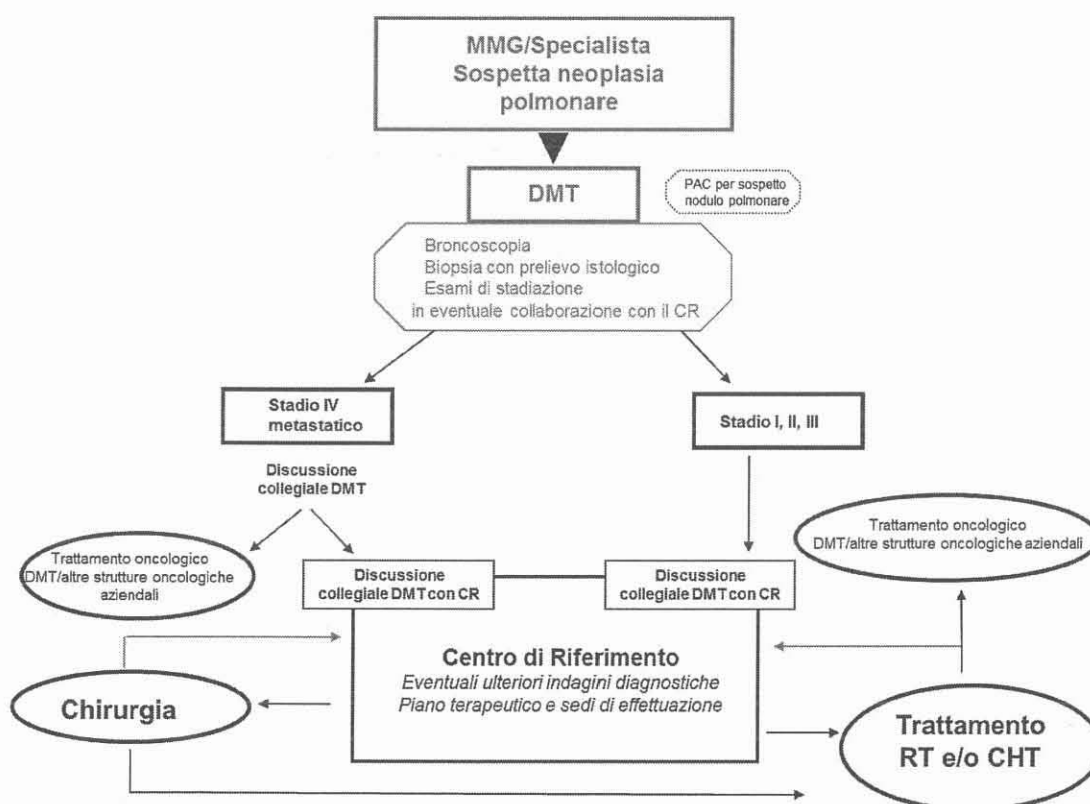 MMG/Specialista
Sospetta neoplasia
polmonare
DMT
PAC per sospetto
nodulo polmonare
Broncoscopia
Biopsia con prelievo istologico
Esami di stadiazione
in eventuale collaborazione con il CR
Stadio IV
metastatico
Stadio I, II, III
Discussione
collegiale DMT
Trattamento oncologico
DMT/altre strutture oncologiche
aziendali
Trattamento oncologico
DMT/altre strutture oncologiche aziendali
Discussione
collegiale DMT con CR
Discussione
collegiale DMT con CR
Centro di Riferimento
Eventuali ulteriori indagini diagnostiche
Piano terapeutico e sedi di effettuazione
Chirurgia
Trattamento
RT e/o CHT